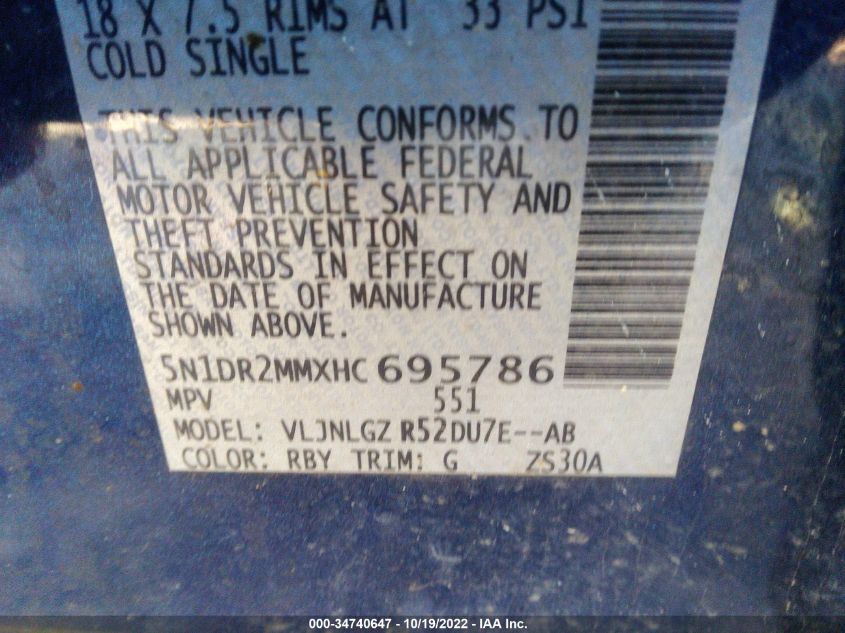 18 X 7.5 RIMS AT 33 PSI
COLD SINGLE
THIS VEHICLE CONFORMS TO
ALL APPLICABLE FEDERAL
MOTOR VEHICLE SAFETY AND
THEFT PREVENTION
STANDARDS IN EFFECT ON
THE DATE OF MANUFACTURE
SHOWN ABOVE.
5N1DR2MMXHC 695786
MPV 551
MODEL: VLJNLGZ R52DU7E--AB
COLOR: RBY TRIM: G ZS30A
000-34740647 - 10/19/2022 - IAA Inc.